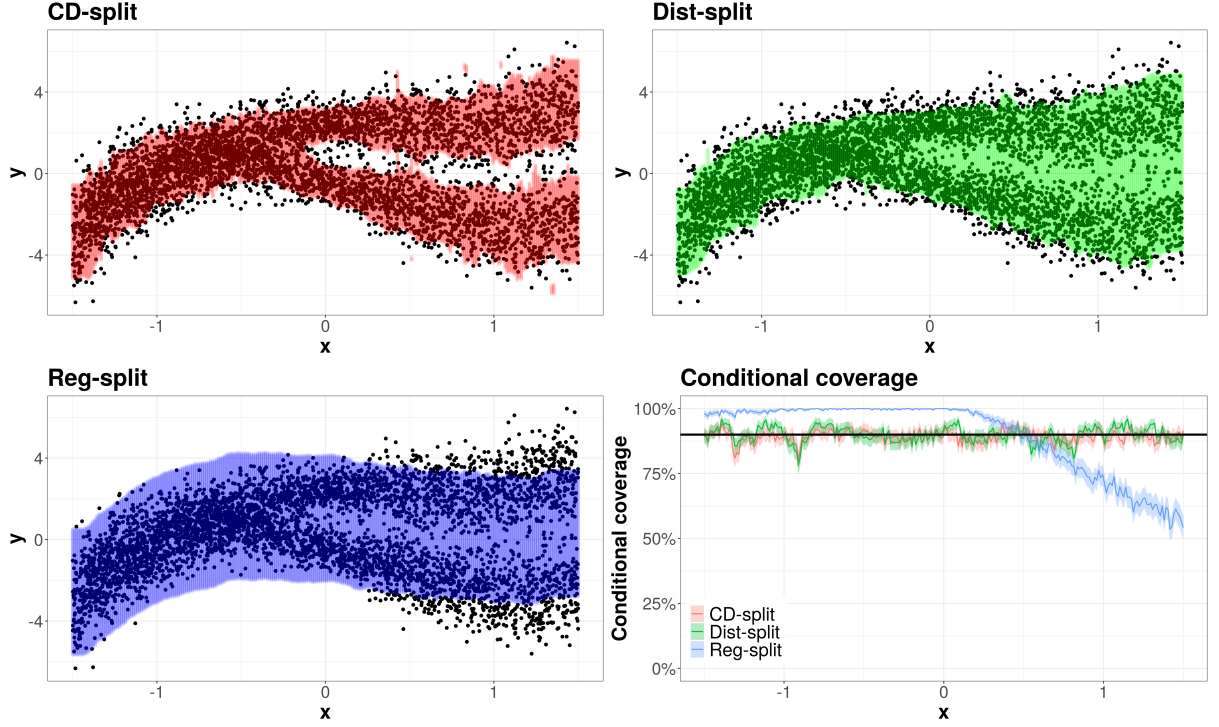 CD-split
4
0
-4
y
-1
0
1
x
Dist-split
4
0
-4
y
-1
0
1
x
Reg-split
4
0
-4
y
-1
0
1
x
Conditional coverage
100%
75%
50%
25%
0%
Conditional coverage
CD-split
Dist-split
Reg-split
-1
0
1
x